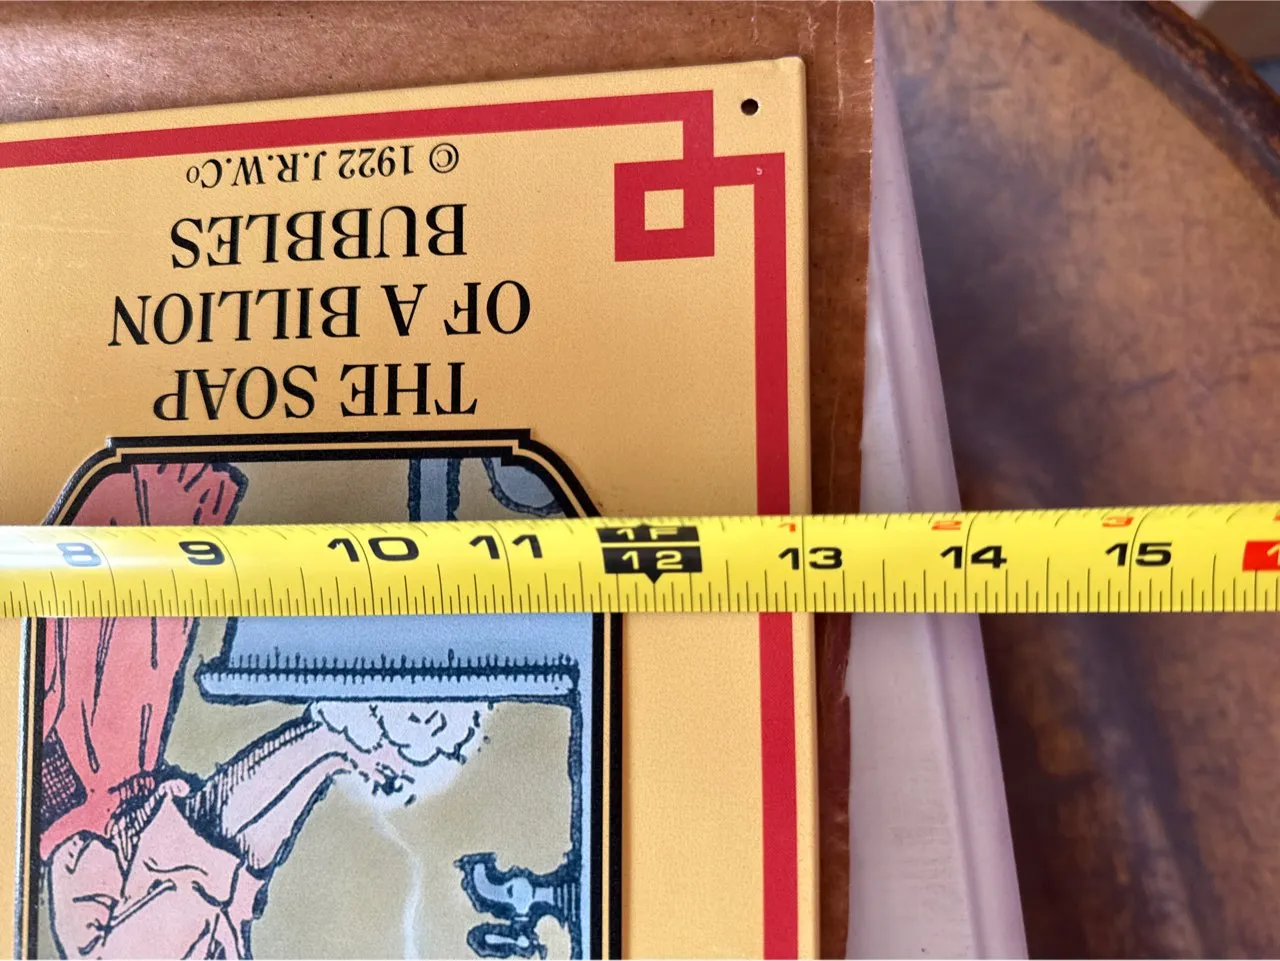 THE SOAP
OF A BILLION
BUBBLES
© 1922 J.R.W.Co
1F 1 2 3
8 9 10 11 12 13 14 15